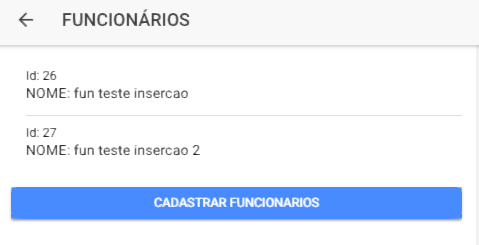 FUNCIONÁRIOS
Id: 26
NOME: fun teste insercao
Id: 27
NOME: fun teste insercao 2
CADASTRAR FUNCIONARIOS